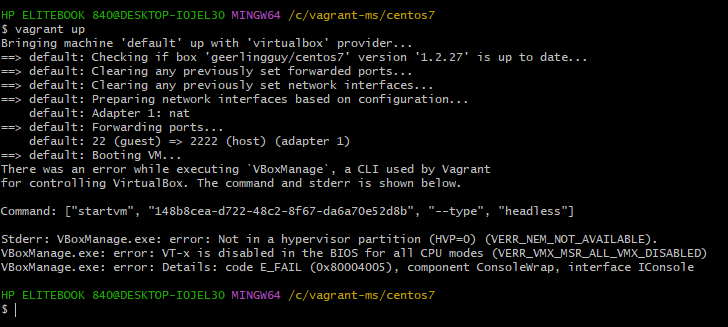 HP ELITEBOOK 840@DESKTOP-IOJEL3O MINGW64 /c/vagrant-ms/centos7
$ vagrant up
Bringing machine 'default' up with 'virtualbox' provider...
==> default: Checking if box 'geerlingguy/centos7' version '1.2.27' is up to date...
==> default: Clearing any previously set forwarded ports...
==> default: Clearing any previously set network interfaces...
==> default: Preparing network interfaces based on configuration...
    default: Adapter 1: nat
==> default: Forwarding ports...
    default: 22 (guest) => 2222 (host) (adapter 1)
==> default: Booting VM...
There was an error while executing `VBoxManage`, a CLI used by Vagrant
for controlling VirtualBox. The command and stderr is shown below.

Command: ["startvm", "148b8cea-d722-48c2-8f67-da6a70e52d8b", "--type", "headless"]

Stderr: VBoxManage.exe: error: Not in a hypervisor partition (HVP=0) (VERR_NEM_NOT_AVAILABLE).
VBoxManage.exe: error: VT-x is disabled in the BIOS for all CPU modes (VERR_VMX_MSR_ALL_VMX_DISABLED)
VBoxManage.exe: error: Details: code E_FAIL (0x80004005), component ConsoleWrap, interface IConsole

HP ELITEBOOK 840@DESKTOP-IOJEL3O MINGW64 /c/vagrant-ms/centos7
$